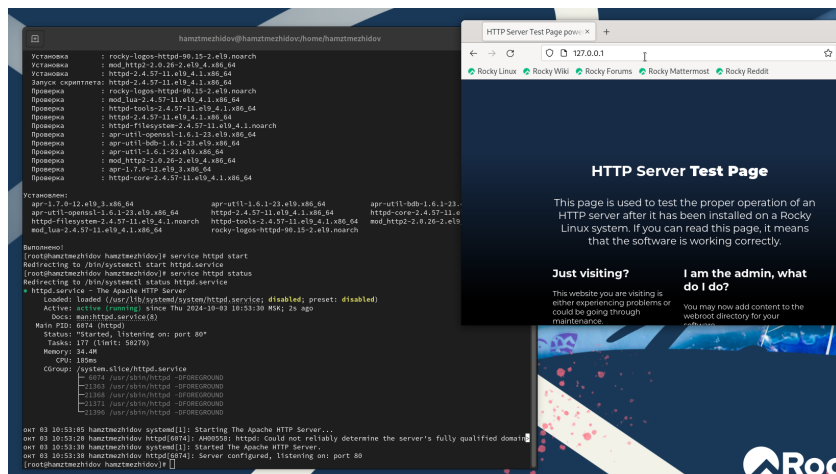 hamztmezhidov@hamztmezhidov:/home/hamztmezhidov
Установка : rocky-logos-httpd-90.15-2.el9.noarch
Установка : mod_http2-2.0.26-2.el9_4.x86_64
Установка : httpd-2.4.57-11.el9_4.1.x86_64
Запуск скриптлета: httpd-2.4.57-11.el9_4.1.x86_64
Проверка : rocky-logos-httpd-90.15-2.el9.noarch
Проверка : mod_lua-2.4.57-11.el9_4.1.x86_64
Проверка : httpd-tools-2.4.57-11.el9_4.1.x86_64
Проверка : httpd-2.4.57-11.el9_4.1.x86_64
Проверка : httpd-filesystem-2.4.57-11.el9_4.1.noarch
Проверка : apr-util-openssl-1.6.1-23.el9.x86_64
Проверка : apr-util-bdb-1.6.1-23.el9.x86_64
Проверка : apr-util-1.6.1-23.el9.x86_64
Проверка : mod_http2-2.0.26-2.el9_4.x86_64
Проверка : apr-1.7.0-12.el9_3.x86_64
Проверка : httpd-core-2.4.57-11.el9_4.1.x86_64
Установлен:
apr-1.7.0-12.el9_3.x86_64 apr-util-1.6.1-23.el9.x86_64 apr-util-bdb-1.6.1-23.
apr-util-openssl-1.6.1-23.el9.x86_64 httpd-2.4.57-11.el9_4.1.x86_64 httpd-core-2.4.57-11.e
httpd-filesystem-2.4.57-11.el9_4.1.noarch httpd-tools-2.4.57-11.el9_4.1.x86_64 mod_http2-2.0.26-2.el9
mod_lua-2.4.57-11.el9_4.1.x86_64 rocky-logos-httpd-90.15-2.el9.noarch
Выполнено!
[root@hamztmezhidov hamztmezhidov]# service httpd start
Redirecting to /bin/systemctl start httpd.service
[root@hamztmezhidov hamztmezhidov]# service httpd status
Redirecting to /bin/systemctl status httpd.service
● httpd.service - The Apache HTTP Server
Loaded: loaded (/usr/lib/systemd/system/httpd.service; disabled; preset: disabled)
Active: active (running) since Thu 2024-10-03 10:53:30 MSK; 2s ago
Docs: man:httpd.service(8)
Main PID: 6074 (httpd)
Status: "Started, listening on: port 80"
Tasks: 177 (limit: 50279)
Memory: 34.4M
CPU: 185ms
CGroup: /system.slice/httpd.service
├─ 6074 /usr/sbin/httpd -DFOREGROUND
├─21363 /usr/sbin/httpd -DFOREGROUND
├─21368 /usr/sbin/httpd -DFOREGROUND
├─21371 /usr/sbin/httpd -DFOREGROUND
└─21396 /usr/sbin/httpd -DFOREGROUND
окт 03 10:53:05 hamztmezhidov systemd[1]: Starting The Apache HTTP Server...
окт 03 10:53:20 hamztmezhidov httpd[6074]: AH00558: httpd: Could not reliably determine the server's fully qualified domain>
окт 03 10:53:30 hamztmezhidov systemd[1]: Started The Apache HTTP Server.
окт 03 10:53:30 hamztmezhidov httpd[6074]: Server configured, listening on: port 80
[root@hamztmezhidov hamztmezhidov]#
HTTP Server Test Page powe
127.0.0.1
Rocky Linux Rocky Wiki Rocky Forums Rocky Mattermost Rocky Reddit
HTTP Server Test Page
This page is used to test the proper operation of an
HTTP server after it has been installed on a Rocky
Linux system. If you can read this page, it means
that the software is working correctly.
Just visiting?
This website you are visiting is
either experiencing problems or
could be going through
maintenance.
I am the admin, what
do I do?
You may now add content to the
webroot directory for your
software.
Roc